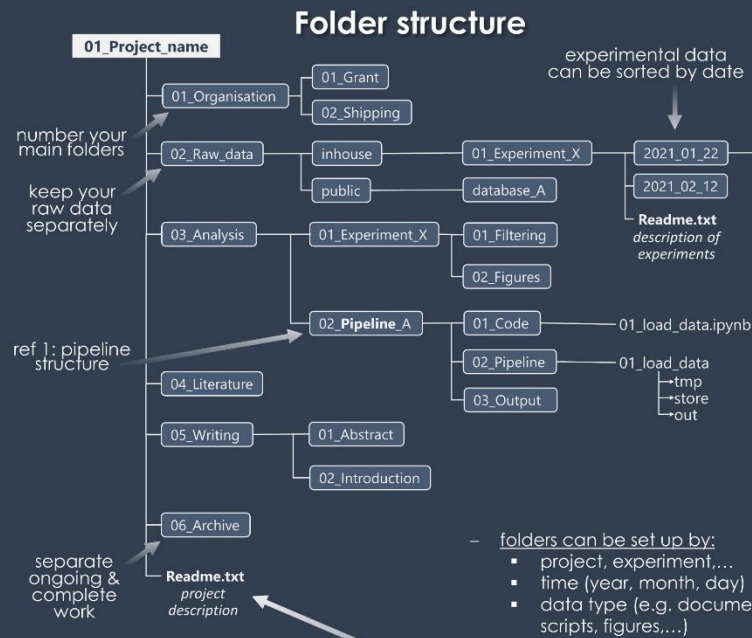 Folder structure
01_Project_name
experimental data
can be sorted by date
01_Grant
01_Organisation
02_Shipping
number your
main folders
02_Raw_data
inhouse
01_Experiment_X
2021_01_22
public
database_A
2021_02_12
keep your
raw data
separately
Readme.txt
description of
experiments
03_Analysis
01_Experiment_X
01_Filtering
02_Figures
02_Pipeline_A
01_Code
01_load_data.ipynb
ref 1: pipeline
structure
02_Pipeline
01_load_data
tmp
store
out
03_Output
04_Literature
05_Writing
01_Abstract
02_Introduction
06_Archive
separate
ongoing &
complete
work
Readme.txt
project
description
– folders can be set up by:
▪ project, experiment,...
▪ time (year, month, day)
▪ data type (e.g. docume
scripts, figures,...)